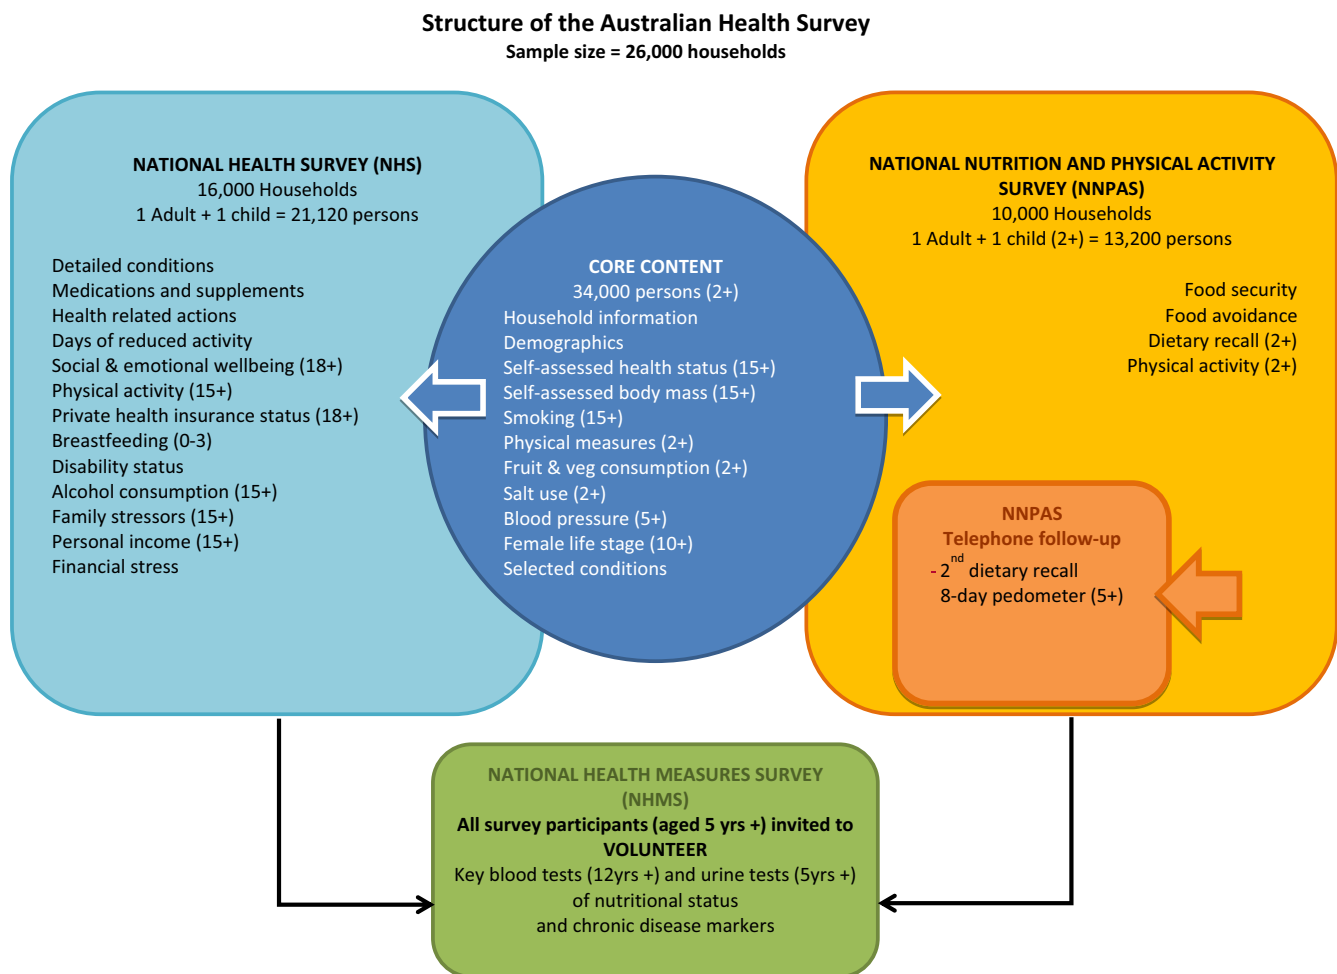 Structure of the Australian Health Survey
Sample size = 26,000 households
NATIONAL HEALTH SURVEY (NHS)
16,000 Households
1 Adult + 1 child = 21,120 persons
Detailed conditions
Medications and supplements
Health related actions
Days of reduced activity
Social & emotional wellbeing (18+)
Physical activity (15+)
Private health insurance status (18+)
Breastfeeding (0-3)
Disability status
Alcohol consumption (15+)
Family stressors (15+)
Personal income (15+)
Financial stress
CORE CONTENT
34,000 persons (2+)
Household information
Demographics
Self-assessed health status (15+)
Self-assessed body mass (15+)
Smoking (15+)
Physical measures (2+)
Fruit & veg consumption (2+)
Salt use (2+)
Blood pressure (5+)
Female life stage (10+)
Selected conditions
NATIONAL NUTRITION AND PHYSICAL ACTIVITY
SURVEY (NNPAS)
10,000 Households
1 Adult + 1 child (2+) = 13,200 persons
Food security
Food avoidance
Dietary recall (2+)
Physical activity (2+)
NNPAS
Telephone follow-up
- 2nd dietary recall
8-day pedometer (5+)
NATIONAL HEALTH MEASURES SURVEY
(NHMS)
All survey participants (aged 5 yrs +) invited to
VOLUNTEER
Key blood tests (12yrs +) and urine tests (5yrs +)
of nutritional status
and chronic disease markers